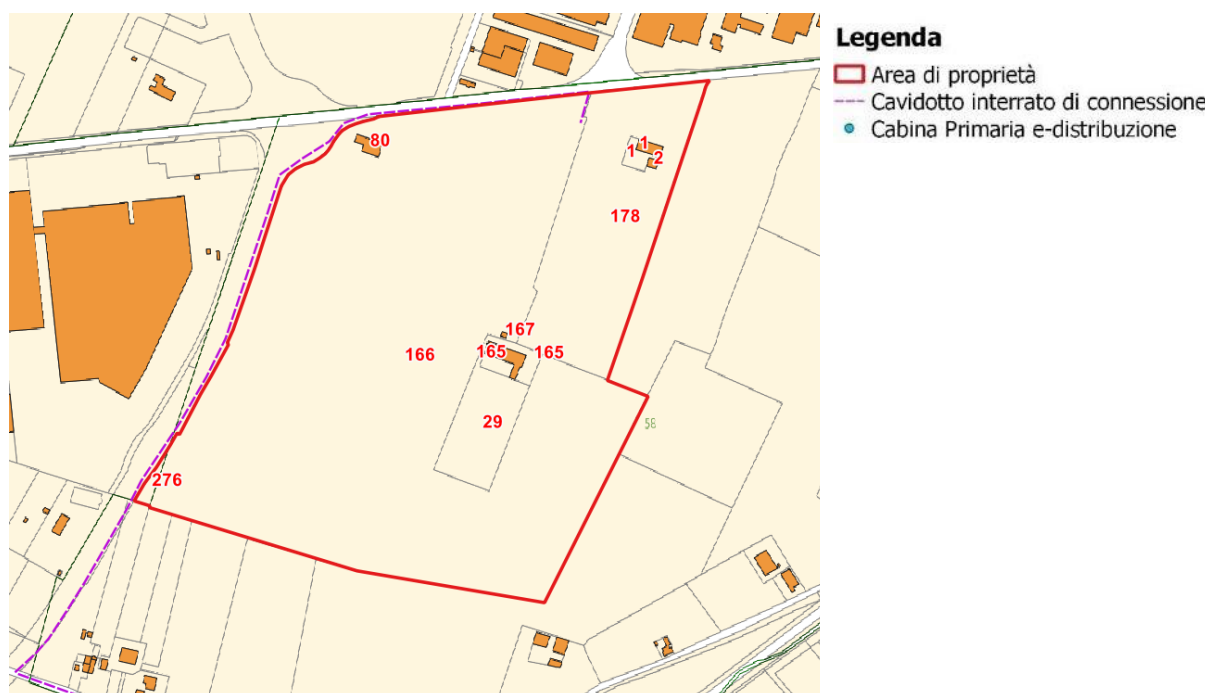 Legenda
Area di proprietà
Cavidotto interrato di connessione
Cabina Primaria e-distribuzione
80
1 1
2
178
167
165 165
166
29
58
276